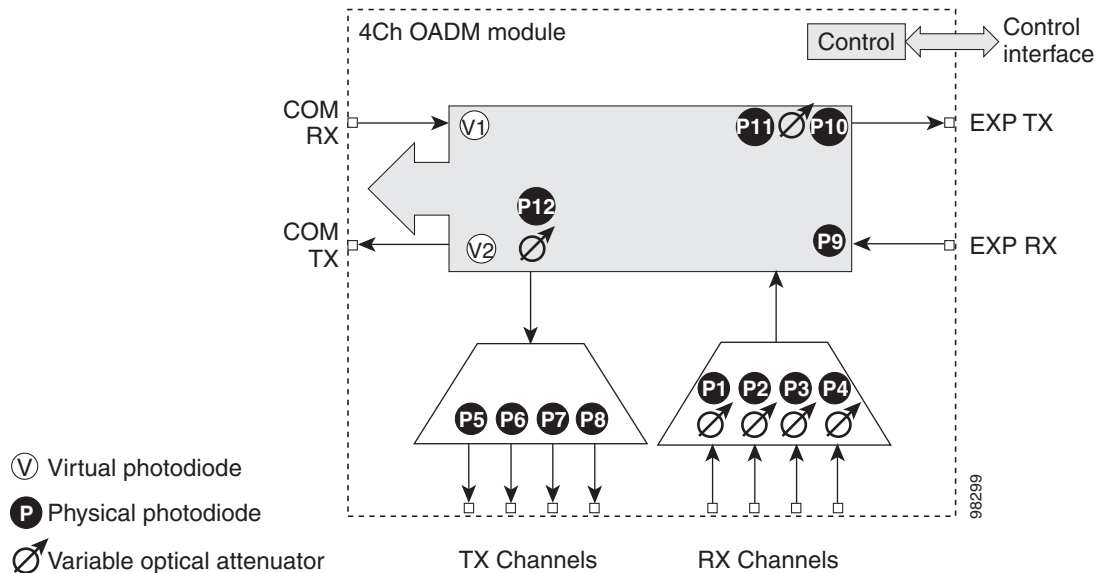 4Ch OADM module
Control
Control
interface
COM
RX
V1
P11
P10
EXP TX
P12
COM
TX
V2
P9
EXP RX
P1
P2
P3
P4
P5
P6
P7
P8
V Virtual photodiode
P Physical photodiode
Variable optical attenuator
TX Channels
RX Channels
98299